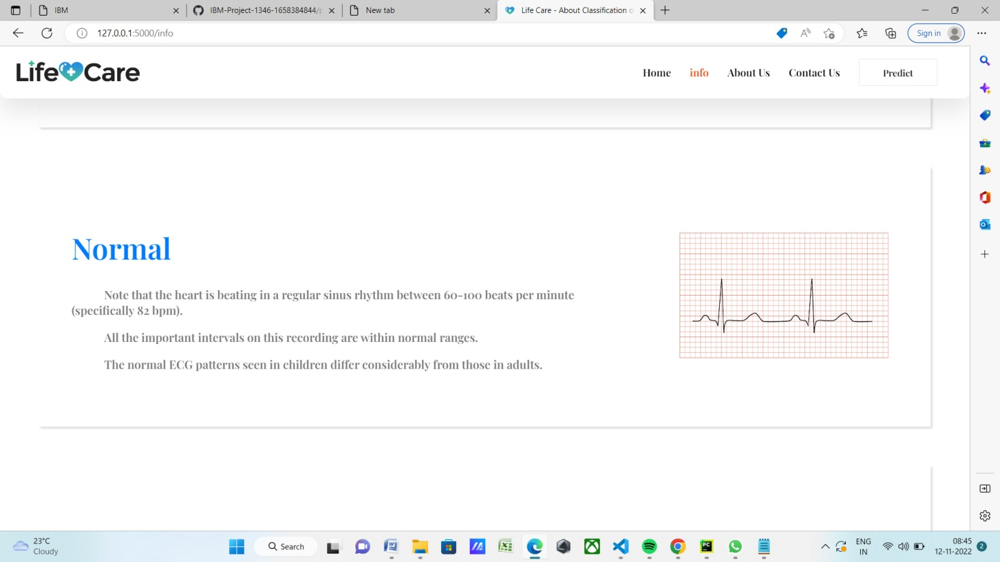 IBM
IBM-Project-1346-1658384844/p
New tab
Life Care - About Classification o
127.0.0.1:5000/info
Sign in
Life Care
Home
info
About Us
Contact Us
Predict
Normal
Note that the heart is beating in a regular sinus rhythm between 60-100 beats per minute
(specifically 82 bpm).
All the important intervals on this recording are within normal ranges.
The normal ECG patterns seen in children differ considerably from those in adults.
23°C
Cloudy
Search
ENG
IN
08:45
12-11-2022
2